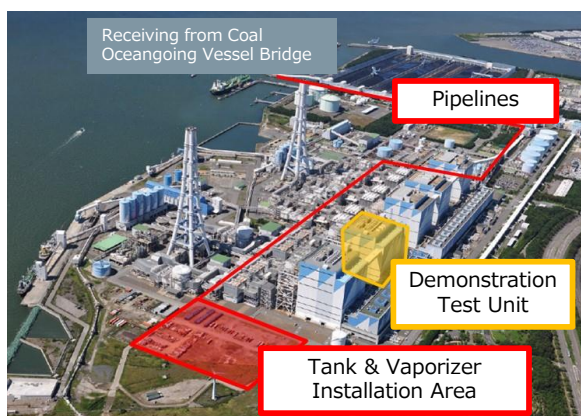 Receiving from Coal
Oceangoing Vessel Bridge
Pipelines
Demonstration
Test Unit
Tank & Vaporizer
Installation Area